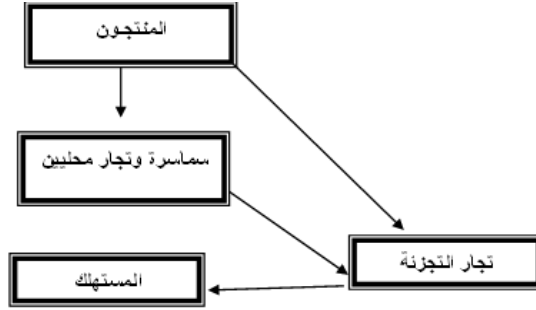 المنتجون
سماسرة وتجار محليين
تجار التجزئة
المستهلك